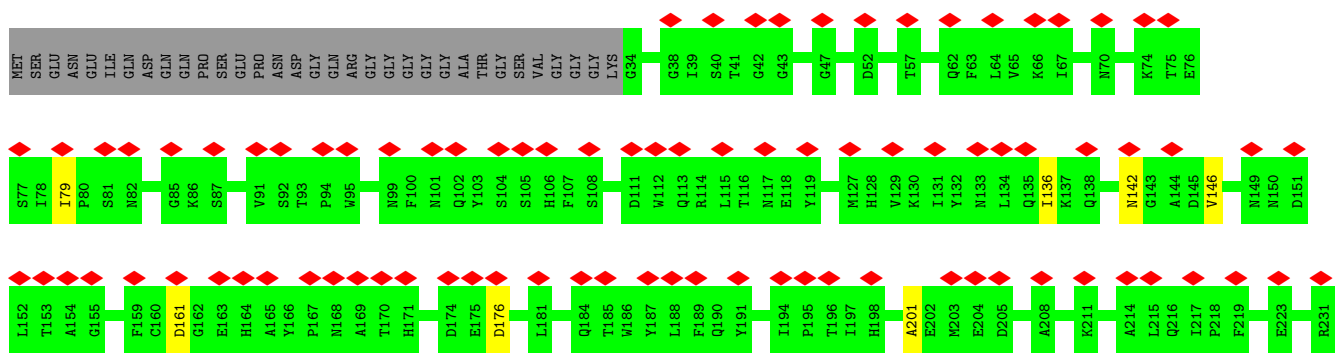 MET SER GLU ASN GLU ILE GLN ASP GLN GLN PRO SER GLU PRO ASN ASP GLY GLN ARG GLY GLY GLY GLY GLY ALA THR GLY SER VAL GLY GLY GLY GLY LYS G34 G38 I39 S40 T41 G42 G43 G47 D52 T57 Q62 F63 L64 V65 K66 I67 N70 K74 T75 E76
S77 I78 I79 P80 S81 N82 G85 K86 S87 V91 S92 T93 P94 W95 N99 F100 N101 Q102 Y103 S104 S105 H106 F107 S108 D111 W112 Q113 R114 L115 T116 N117 E118 Y119 M127 H128 V129 K130 I131 Y132 N133 L134 Q135 I136 K137 Q138 N142 G143 A144 D145 V146 N149 N150 D151
L152 T153 A154 G155 F159 C160 D161 G162 E163 H164 A165 Y166 P167 N168 A169 T170 H171 D174 E175 D176 L181 Q184 T185 W186 Y187 L188 F189 Q190 Y191 I194 P195 T196 I197 H198 A201 E202 M203 E204 D205 A208 K211 A214 L215 Q216 I217 P218 F219 E223 A231